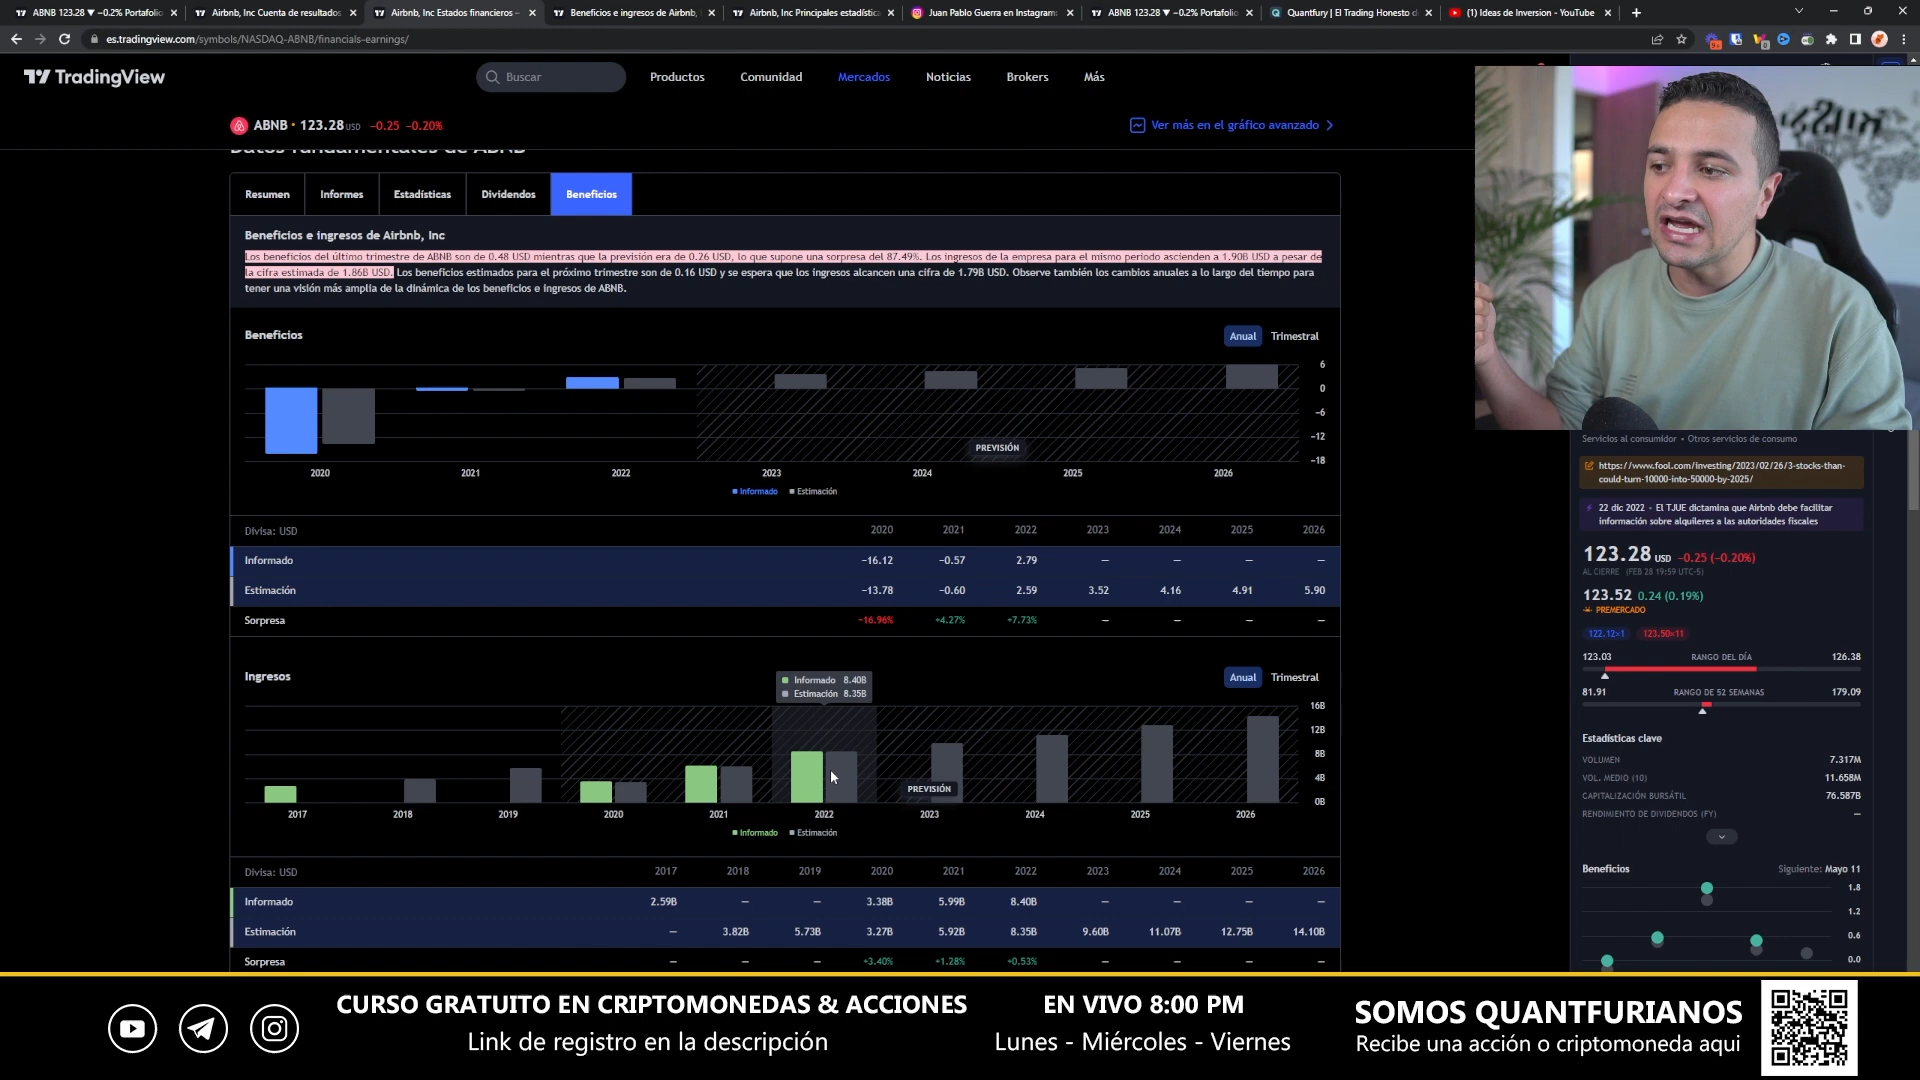 ABNB 123.28 ▼ −0.2% Portafolio
Airbnb, Inc Cuenta de resultados
Airbnb, Inc Estados financieros –
Beneficios e ingresos de Airbnb,
Airbnb, Inc Principales estadística
Juan Pablo Guerra en Instagram:
ABNB 123.28 ▼ −0.2% Portafolio
Quantfury | El Trading Honesto d
(1) Ideas de Inversion - YouTube
es.tradingview.com/symbols/NASDAQ-ABNB/financials-earnings/
TradingView
Buscar
Productos
Comunidad
Mercados
Noticias
Brokers
Más
ABNB • 123.28 USD −0.25 −0.20%
Ver más en el gráfico avanzado
Datos fundamentales de ABNB
Resumen
Informes
Estadísticas
Dividendos
Beneficios
Beneficios e ingresos de Airbnb, Inc
Los beneficios del último trimestre de ABNB son de 0.48 USD mientras que la previsión era de 0.26 USD, lo que supone una sorpresa del 87.49%. Los ingresos de la empresa para el mismo periodo ascienden a 1.90B USD a pesar de
la cifra estimada de 1.86B USD. Los beneficios estimados para el próximo trimestre son de 0.16 USD y se espera que los ingresos alcancen una cifra de 1.79B USD. Observe también los cambios anuales a lo largo del tiempo para
tener una visión más amplia de la dinámica de los beneficios e ingresos de ABNB.
Beneficios
Anual Trimestral
6
0
−6
−12
−18
PREVISIÓN
2020 2021 2022 2023 2024 2025 2026
Informado Estimación
Divisa: USD 2020 2021 2022 2023 2024 2025 2026
Informado −16.12 −0.57 2.79 — — — —
Estimación −13.78 −0.60 2.59 3.52 4.16 4.91 5.90
Sorpresa −16.96% +4.27% +7.73% — — — —
Ingresos
Anual Trimestral
Informado 8.40B
Estimación 8.35B
16B
12B
8B
4B
0B
PREVISIÓN
2017 2018 2019 2020 2021 2022 2023 2024 2025 2026
Informado Estimación
Divisa: USD 2017 2018 2019 2020 2021 2022 2023 2024 2025 2026
Informado 2.59B — — 3.38B 5.99B 8.40B — — — —
Estimación — 3.82B 5.73B 3.27B 5.92B 8.35B 9.60B 11.07B 12.75B 14.10B
Sorpresa — — — +3.40% +1.28% +0.53% — — — —
Servicios al consumidor • Otros servicios de consumo
https://www.fool.com/investing/2023/02/26/3-stocks-than-
could-turn-10000-into-50000-by-2025/
22 dic 2022 • El TJUE dictamina que Airbnb debe facilitar
información sobre alquileres a las autoridades fiscales
123.28 USD −0.25 (−0.20%)
AL CIERRE (FEB 28 19:59 UTC-5)
123.52 0.24 (0.19%)
PREMERCADO
122.12×1 123.50×11
123.03 RANGO DEL DÍA 126.38
81.91 RANGO DE 52 SEMANAS 179.09
Estadísticas clave
VOLUMEN 7.317M
VOL. MEDIO (10) 11.658M
CAPITALIZACIÓN BURSÁTIL 76.587B
RENDIMIENTO DE DIVIDENDOS (FY) —
Beneficios Siguiente: Mayo 11
1.8
1.2
0.6
0.0
CURSO GRATUITO EN CRIPTOMONEDAS & ACCIONES
Link de registro en la descripción
EN VIVO 8:00 PM
Lunes - Miércoles - Viernes
SOMOS QUANTFURIANOS
Recibe una acción o criptomoneda aqui